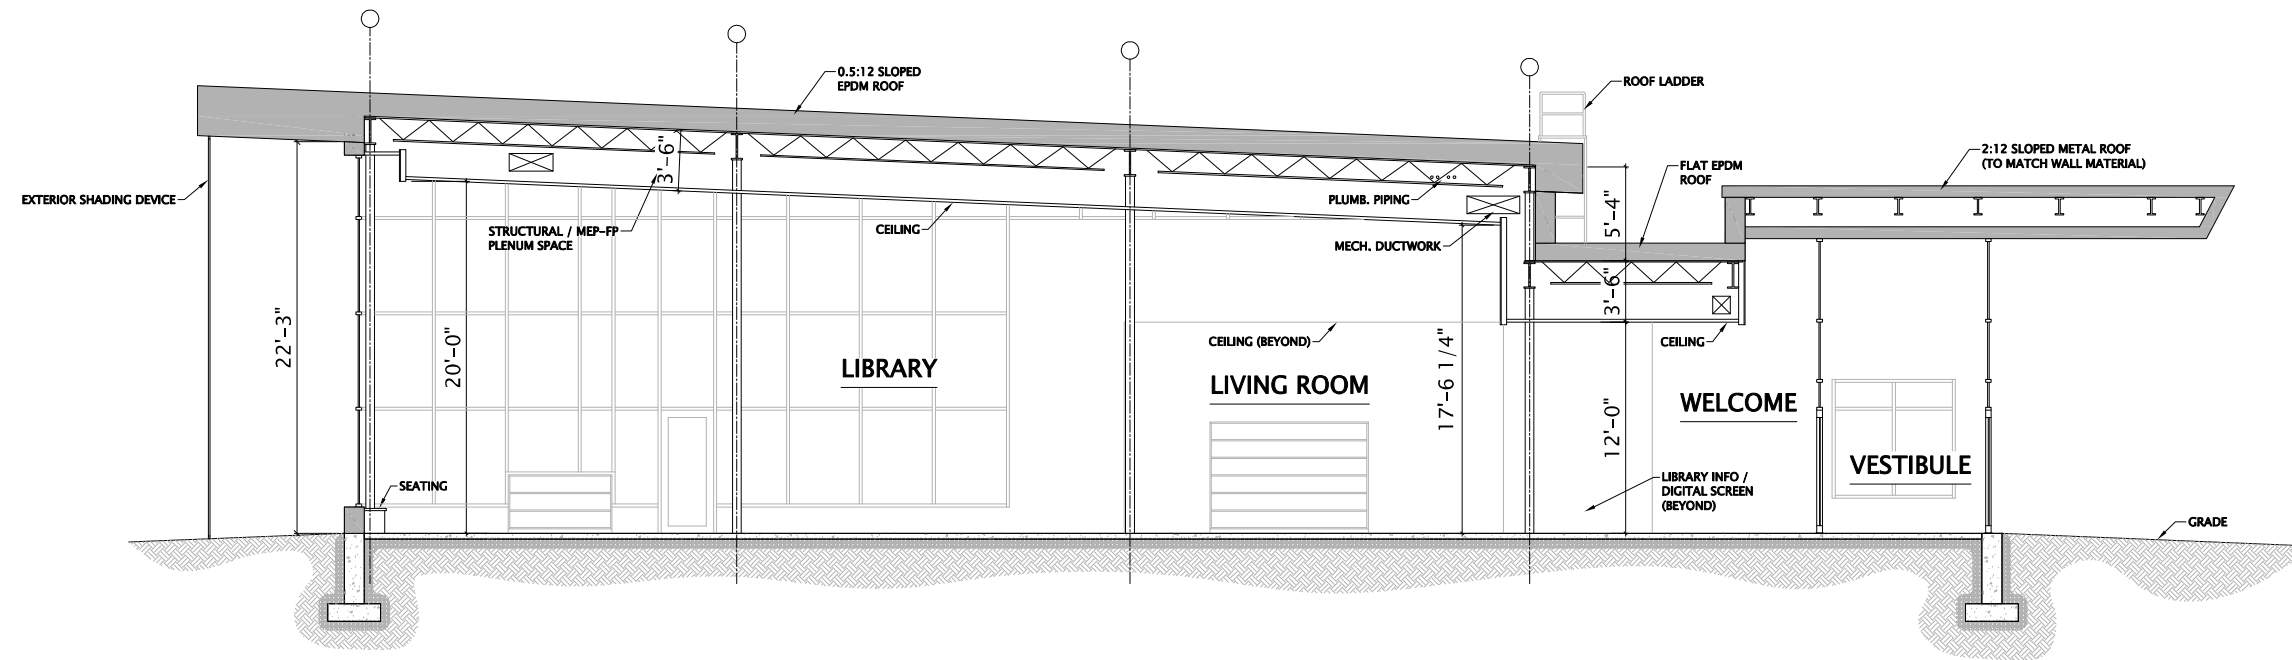 0.5:12 SLOPED
EPDM ROOF
ROOF LADDER
2:12 SLOPED METAL ROOF
(TO MATCH WALL MATERIAL)
FLAT EPDM
ROOF
EXTERIOR SHADING DEVICE
3'-6"
PLUMB. PIPING
STRUCTURAL / MEP-FP
PLENUM SPACE
CEILING
MECH. DUCTWORK
5'-4"
3'-6"
22'-3"
20'-0"
CEILING (BEYOND)
17'-6 1/4"
CEILING
LIBRARY
LIVING ROOM
WELCOME
12'-0"
VESTIBULE
SEATING
LIBRARY INFO /
DIGITAL SCREEN
(BEYOND)
GRADE